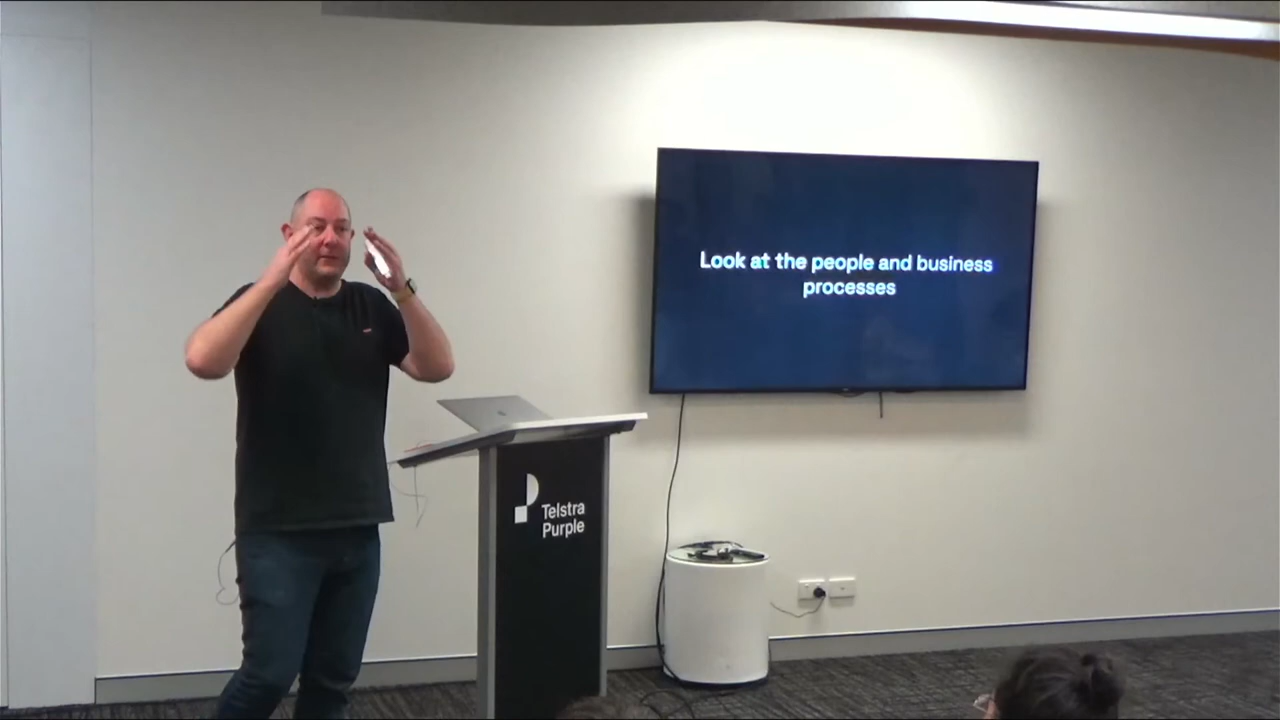 Look at the people and business
processes
Telstra
Purple